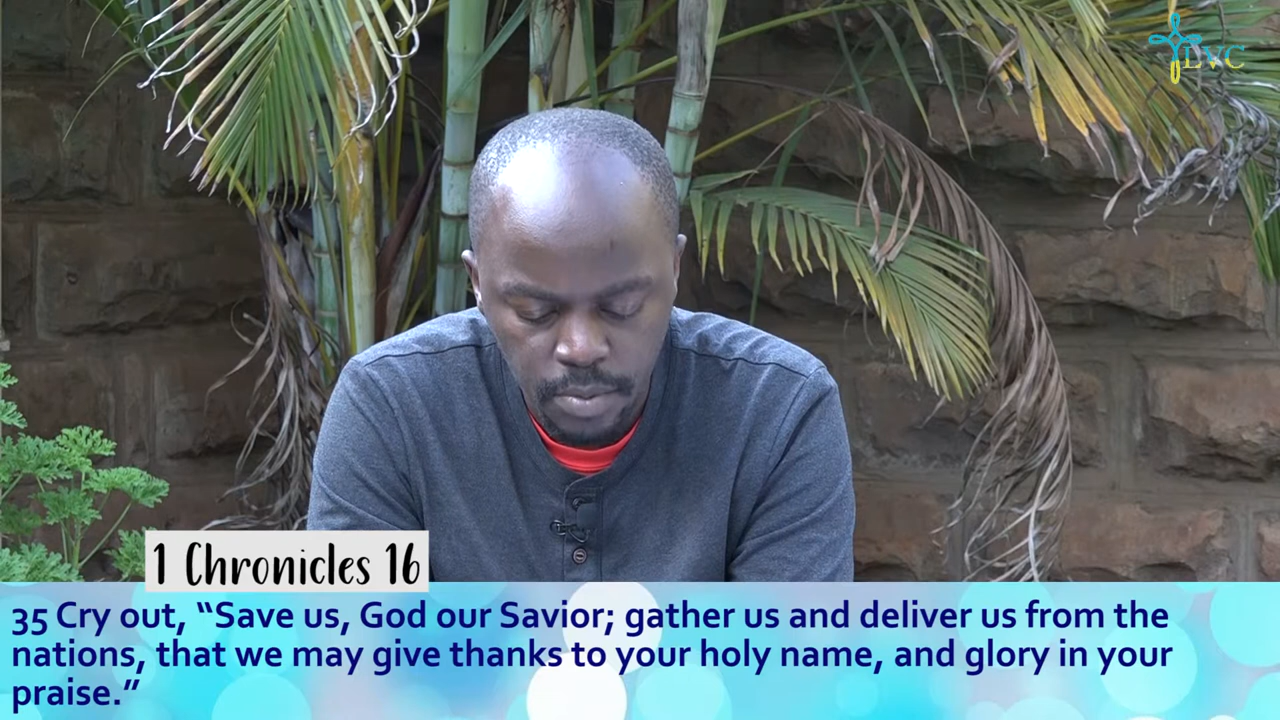 LVC
1 Chronicles 16
35 Cry out, “Save us, God our Savior; gather us and deliver us from the
nations, that we may give thanks to your holy name, and glory in your
praise.”